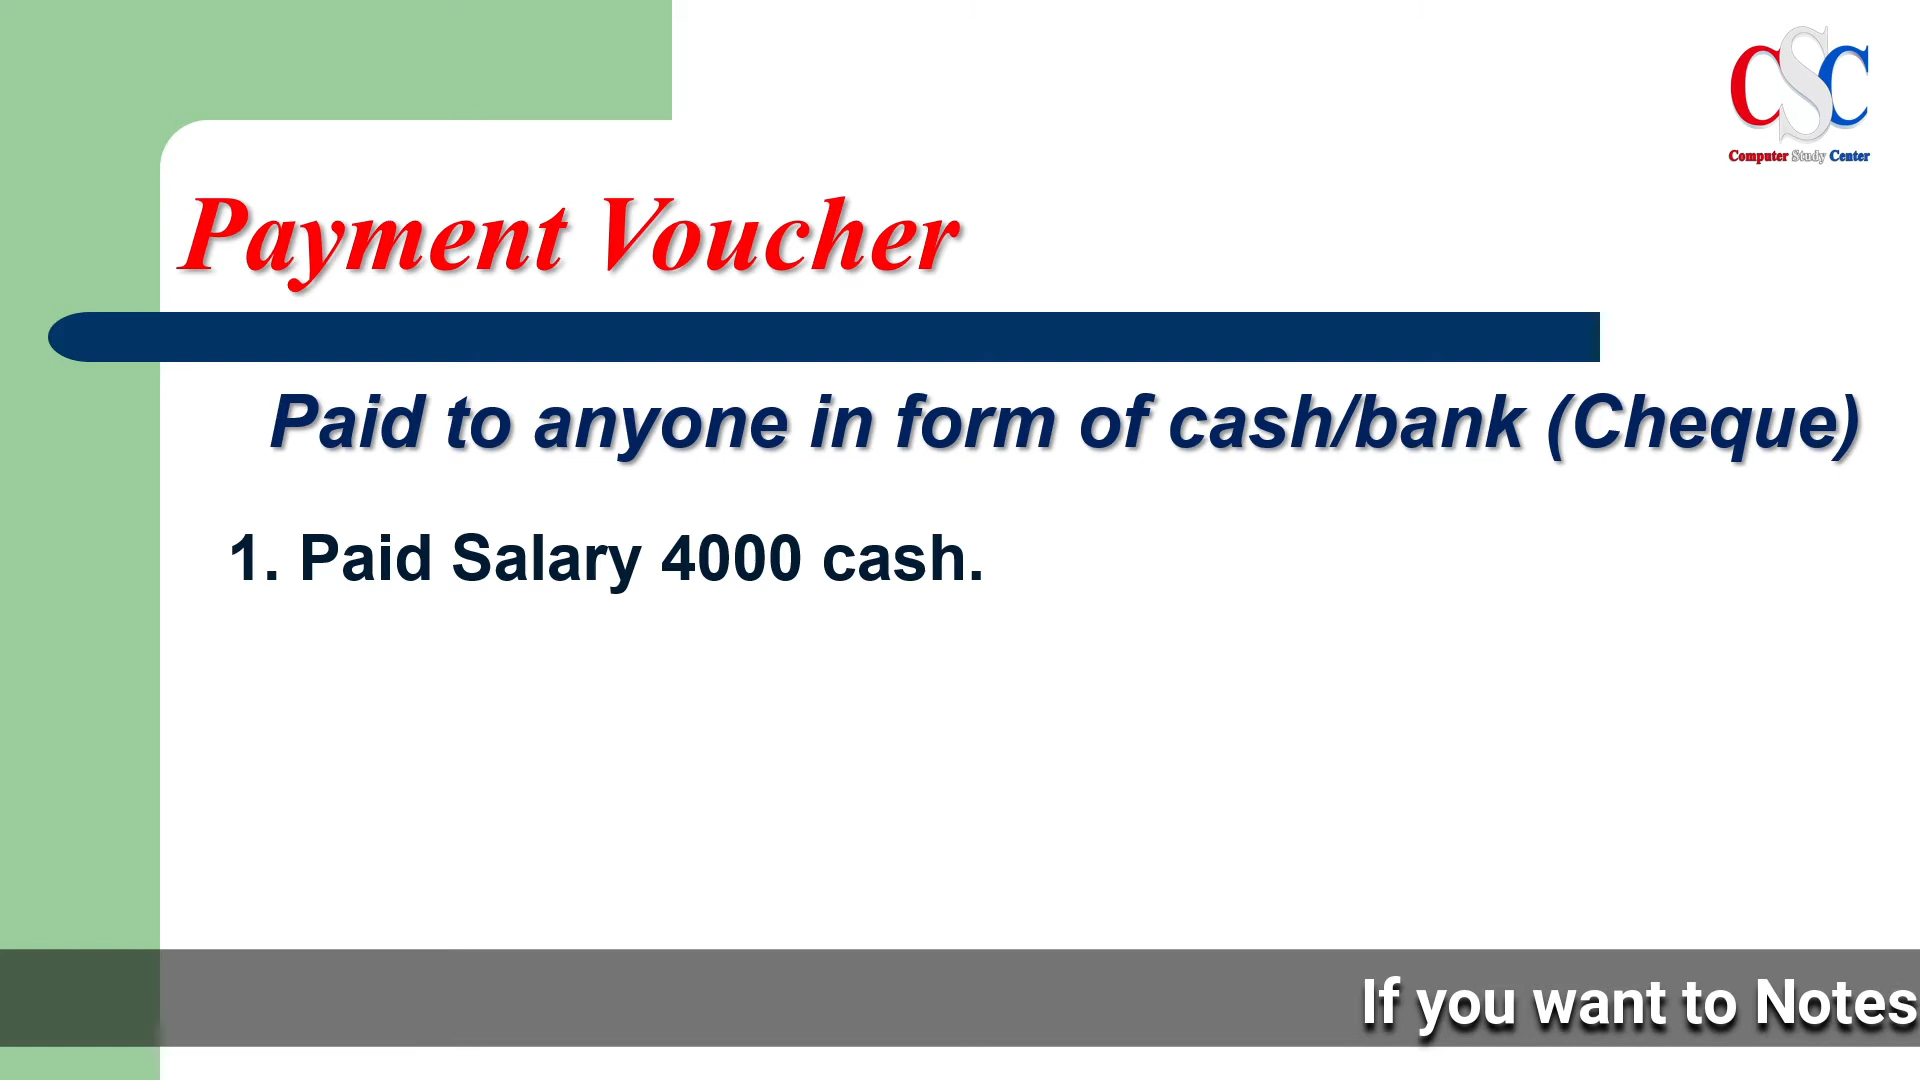 CSC
Computer Study Center
Payment Voucher
Paid to anyone in form of cash/bank (Cheque)
1. Paid Salary 4000 cash.
If you want to Notes